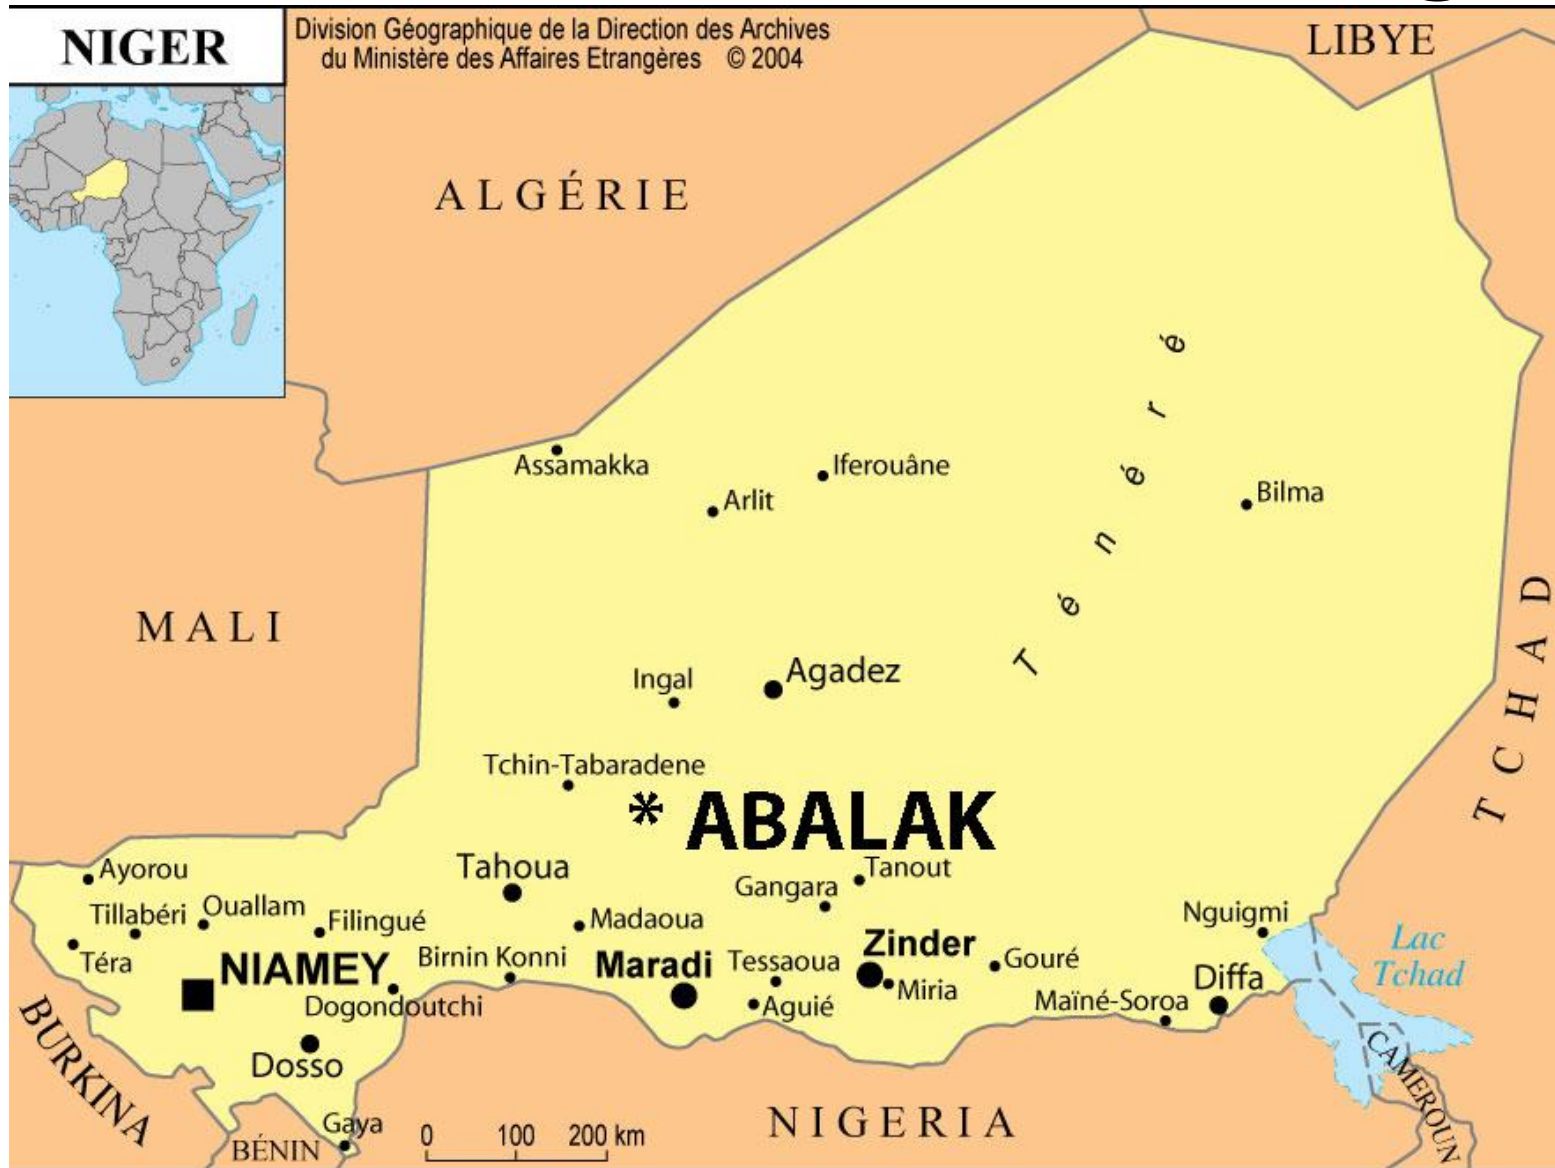 NIGER
Division Géographique de la Direction des Archives
du Ministère des Affaires Etrangères © 2004
LIBYE
ALGÉRIE
Ténéré
Assamakka
Iferouâne
Arlit
Bilma
MALI
TCHAD
Ingal
Agadez
Tchin-Tabaradene
* ABALAK
Ayorou
Tahoua
Tanout
Gangara
Tillabéri
Ouallam
Filingué
Madaoua
Nguigmi
Lac
Tchad
Téra
NIAMEY
Birnin Konni
Maradi
Tessaoua
Zinder
Gouré
Diffa
Dogondoutchi
Aguié
Miria
Maïné-Soroa
BURKINA
Dosso
CAMEROUN
Gaya
BÉNIN
0 100 200 km
NIGERIA